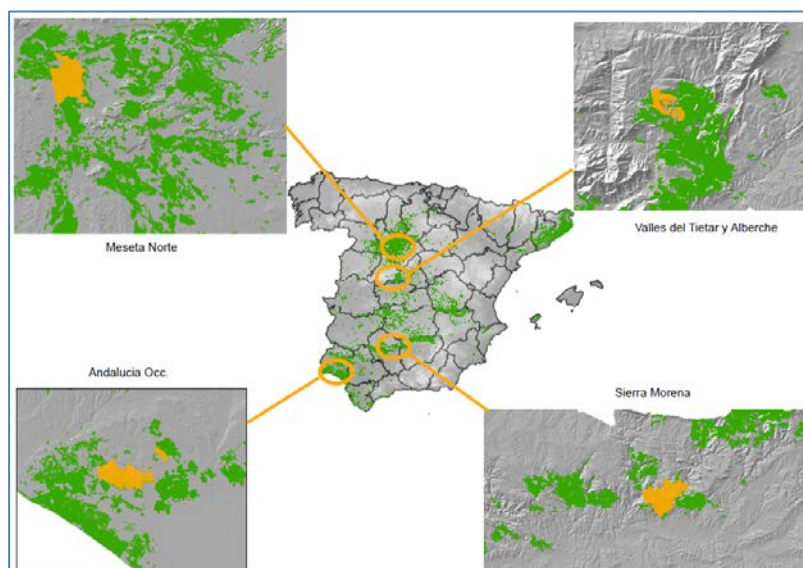 Meseta Norte
Valles del Tietar y Alberche
Andalucia Occ.
Sierra Morena